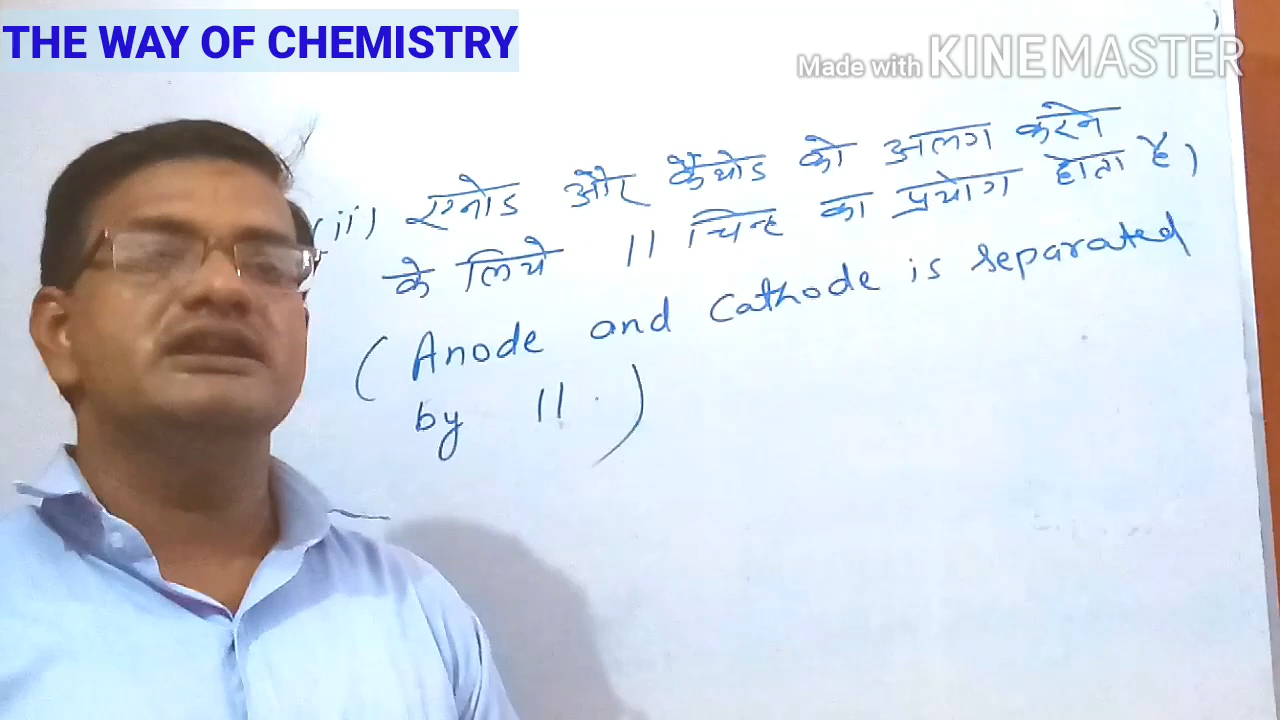 THE WAY OF CHEMISTRY
Made with KINEMASTER
(ii) एनोड और कैथोड को अलग करने
के लिये || चिन्ह का प्रयोग होता है।
(Anode and Cathode is separated
by || . )